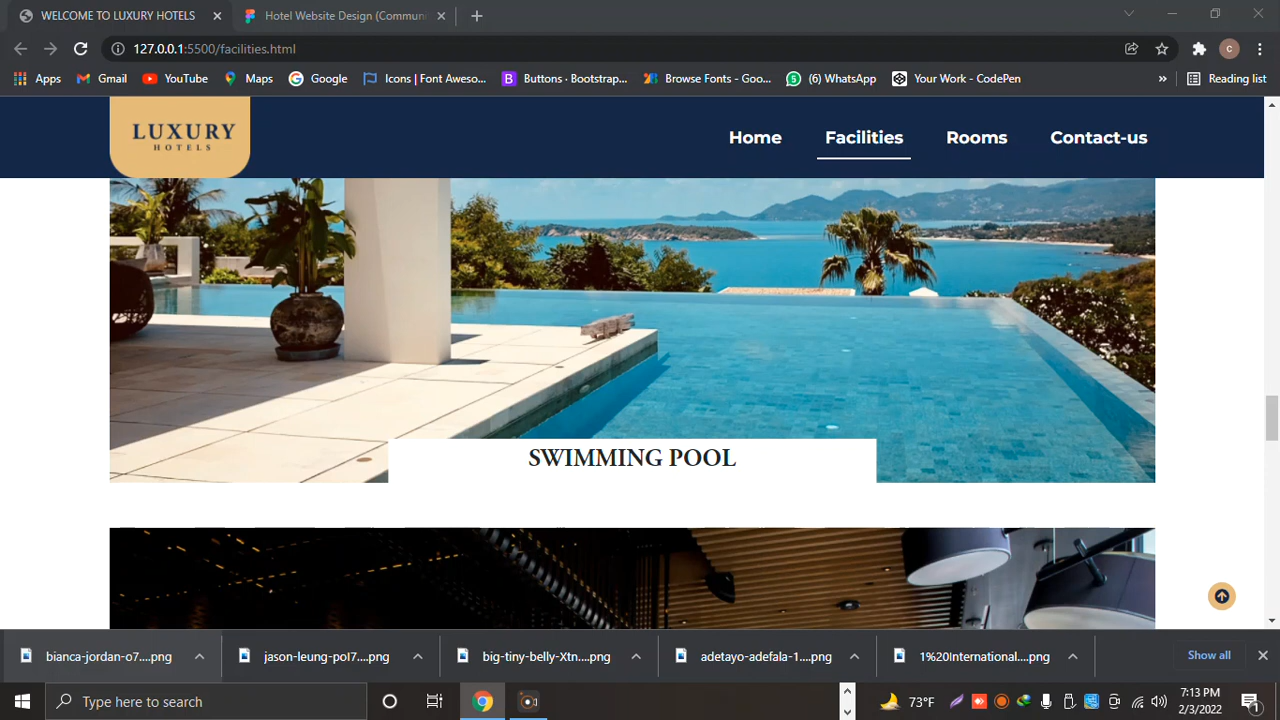 WELCOME TO LUXURY HOTELS
Hotel Website Design (Commun
127.0.0.1:5500/facilities.html
C
Apps
Gmail
YouTube
Maps
Google
Icons | Font Aweso...
Buttons · Bootstrap...
Browse Fonts - Goo...
(6) WhatsApp
Your Work - CodePen
»
Reading list
LUXURY
HOTELS
Home
Facilities
Rooms
Contact-us
SWIMMING POOL
bianca-jordan-o7....png
jason-leung-poI7....png
big-tiny-belly-Xtn....png
adetayo-adefala-1....png
1%20International....png
Show all
Type here to search
73°F
7:13 PM
2/3/2022
1